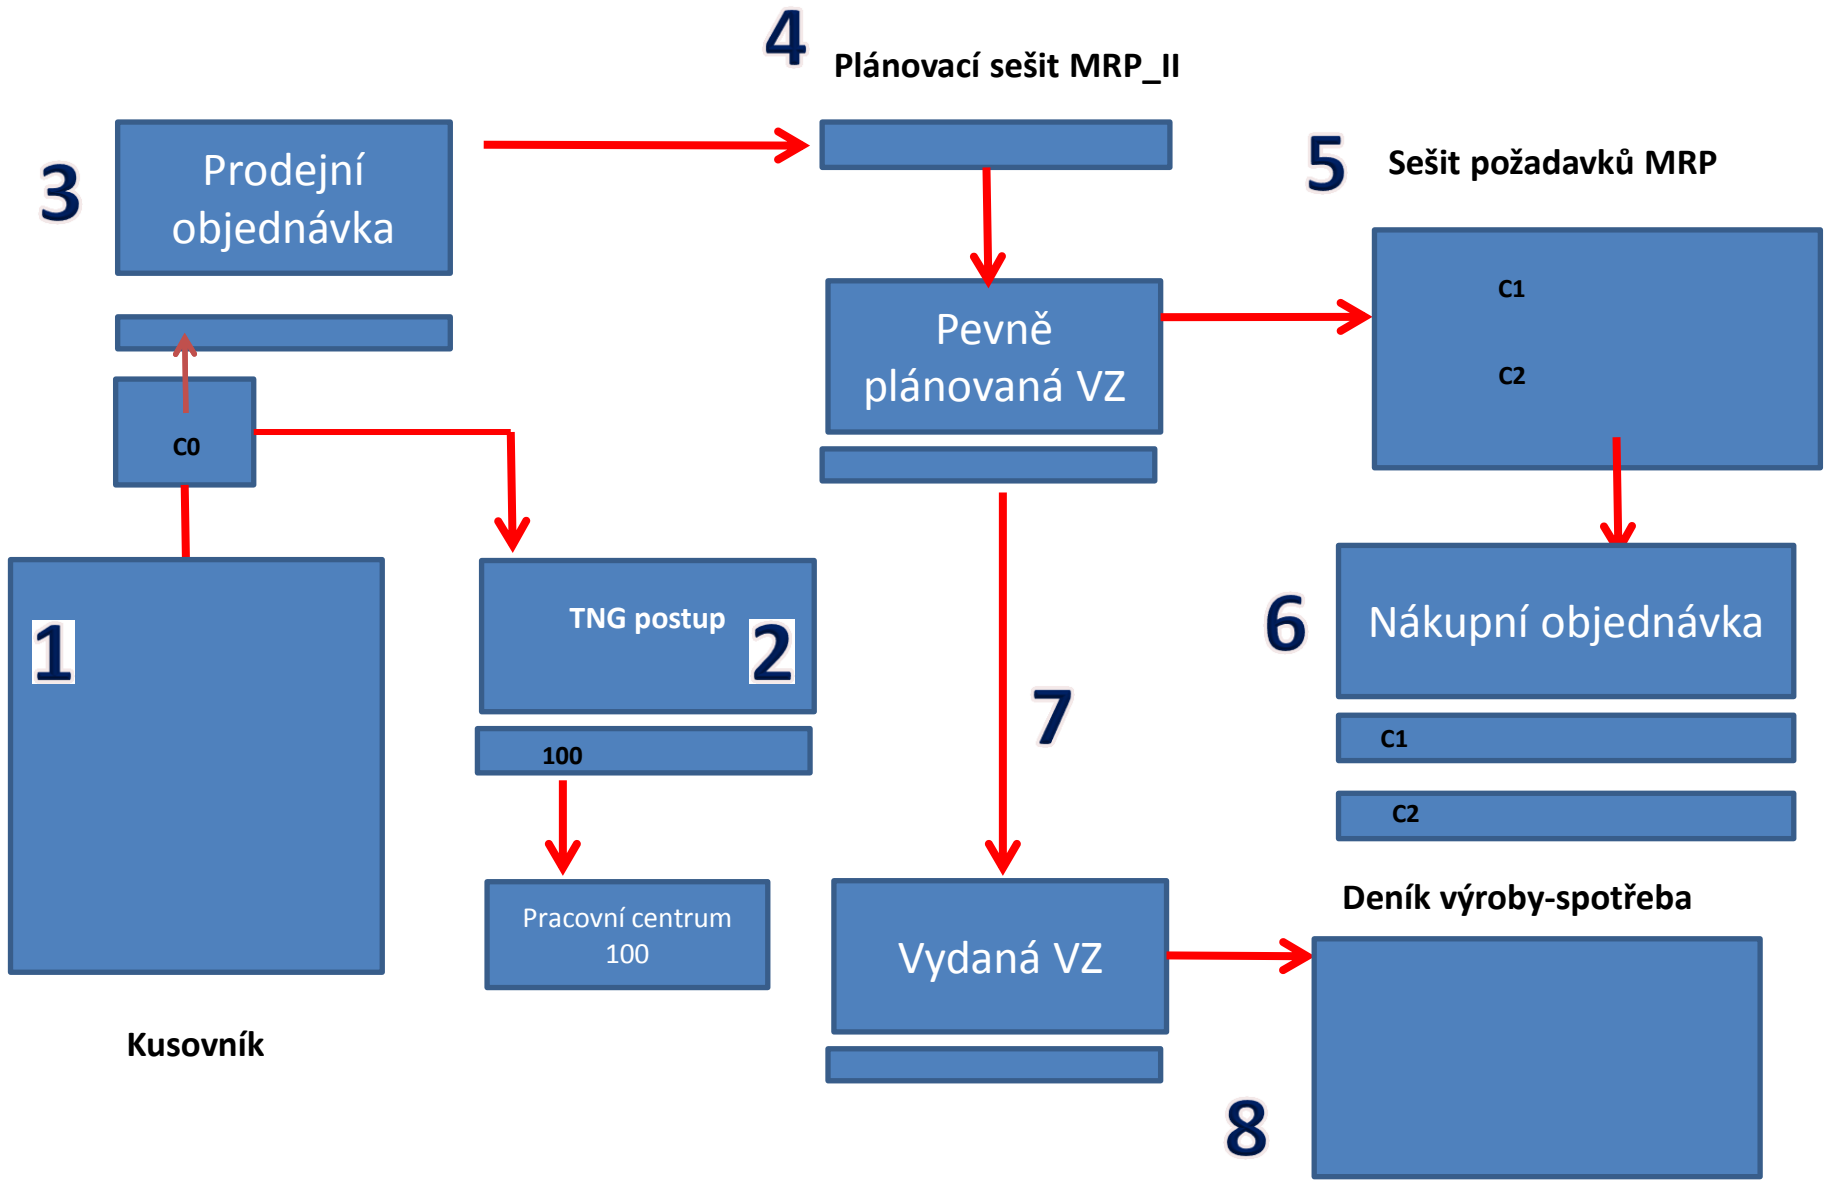 4
Plánovací sešit MRP_II
3
Prodejní
objednávka
5
Sešit požadavků MRP
C1
C2
Pevně
plánovaná VZ
C0
1
TNG postup
2
100
Pracovní centrum
100
Kusovník
6
Nákupní objednávka
C1
C2
7
Vydaná VZ
Deník výroby-spotřeba
8